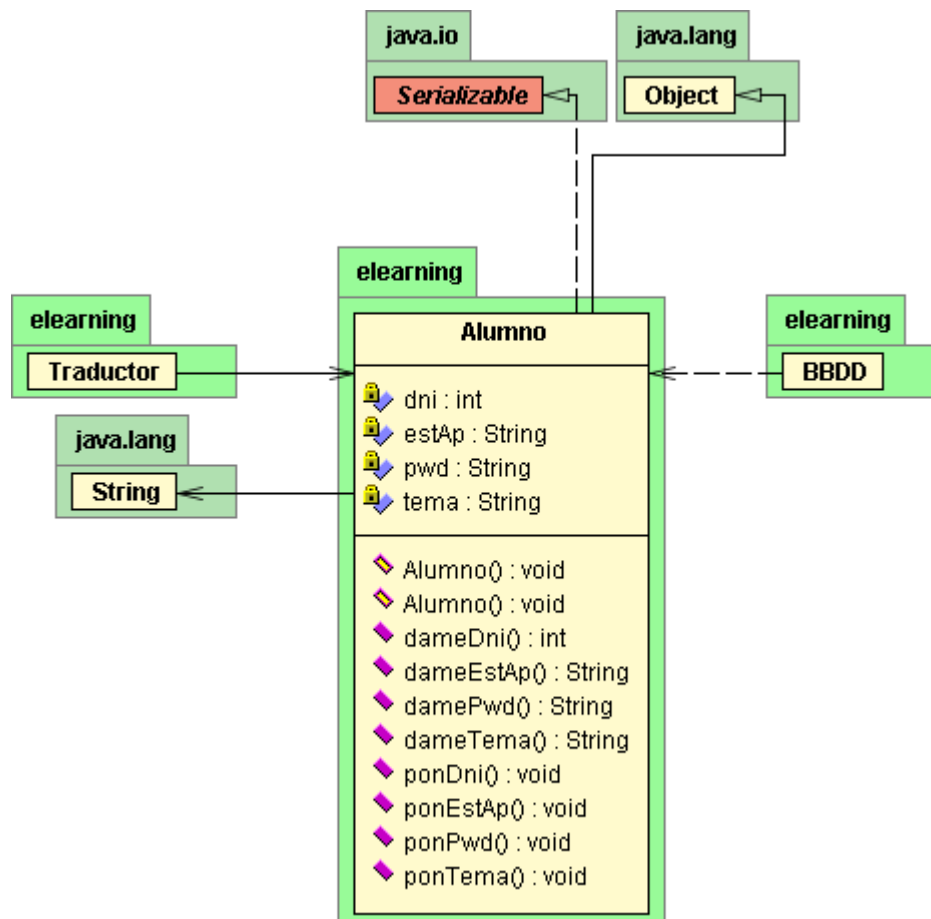 java.io
java.lang
Serializable
Object
elearning
elearning
elearning
Alumno
Traductor
BBDD
dni : int
estAp : String
java.lang
pwd : String
String
tema : String
Alumno() : void
Alumno() : void
dameDni() : int
dameEstAp() : String
damePwd() : String
dameTema() : String
ponDni() : void
ponEstAp() : void
ponPwd() : void
ponTema() : void